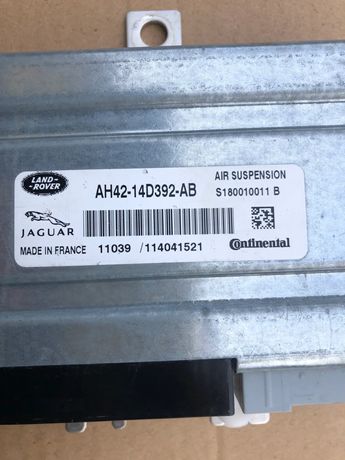 LAND-
ROVER
JAGUAR
AH42-14D392-AB
AIR SUSPENSION
S180010011 B
MADE IN FRANCE 11039 /114041521
Continental